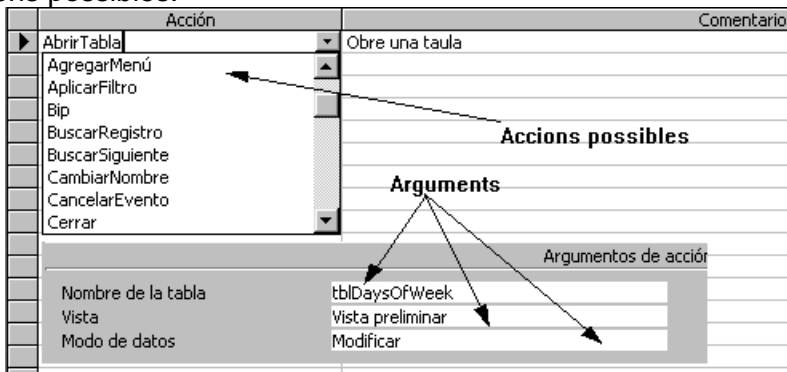 ons possibles.
Acción Comentario
AbrirTabla Obre una taula
AgregarMenú
AplicarFiltro
Bip
BuscarRegistro
BuscarSiguiente
CambiarNombre
CancelarEvento
Cerrar
Accions possibles
Arguments
Argumentos de acción
Nombre de la tabla tblDaysOfWeek
Vista Vista preliminar
Modo de datos Modificar